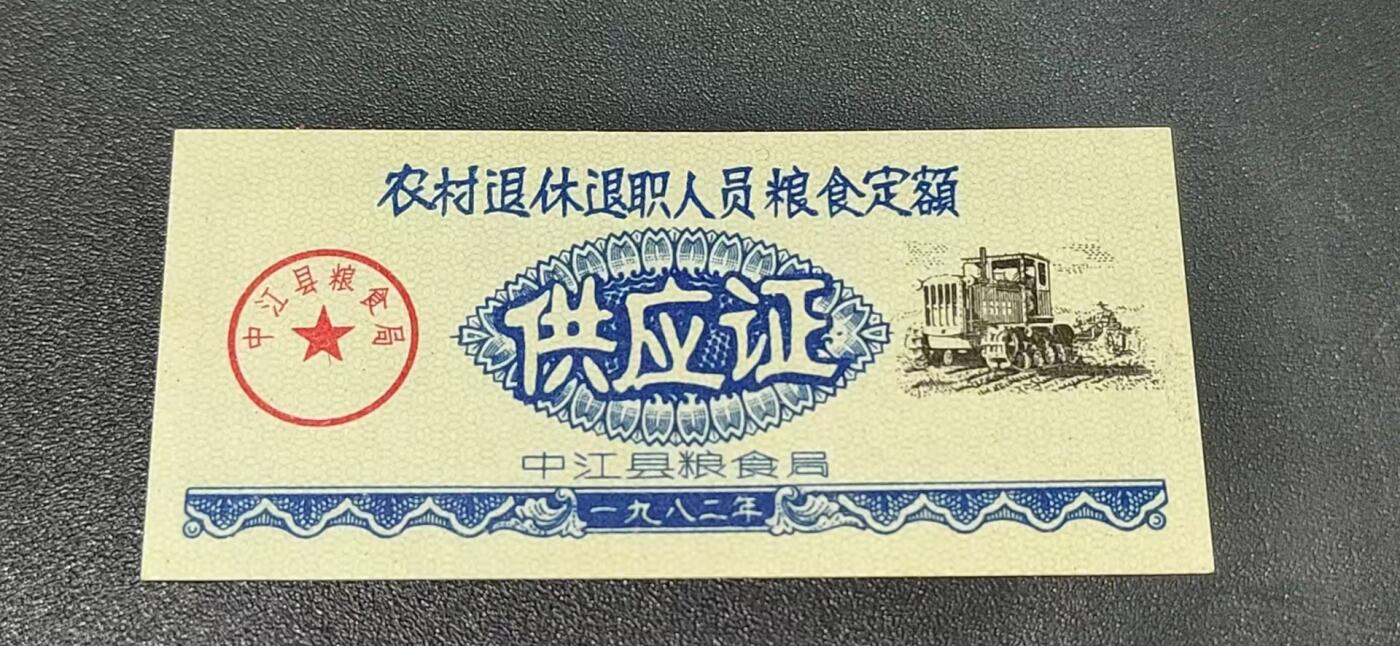 农村退休退职人员粮食定額
中江县粮食局
供应证
中江县粮食局
一九八二年